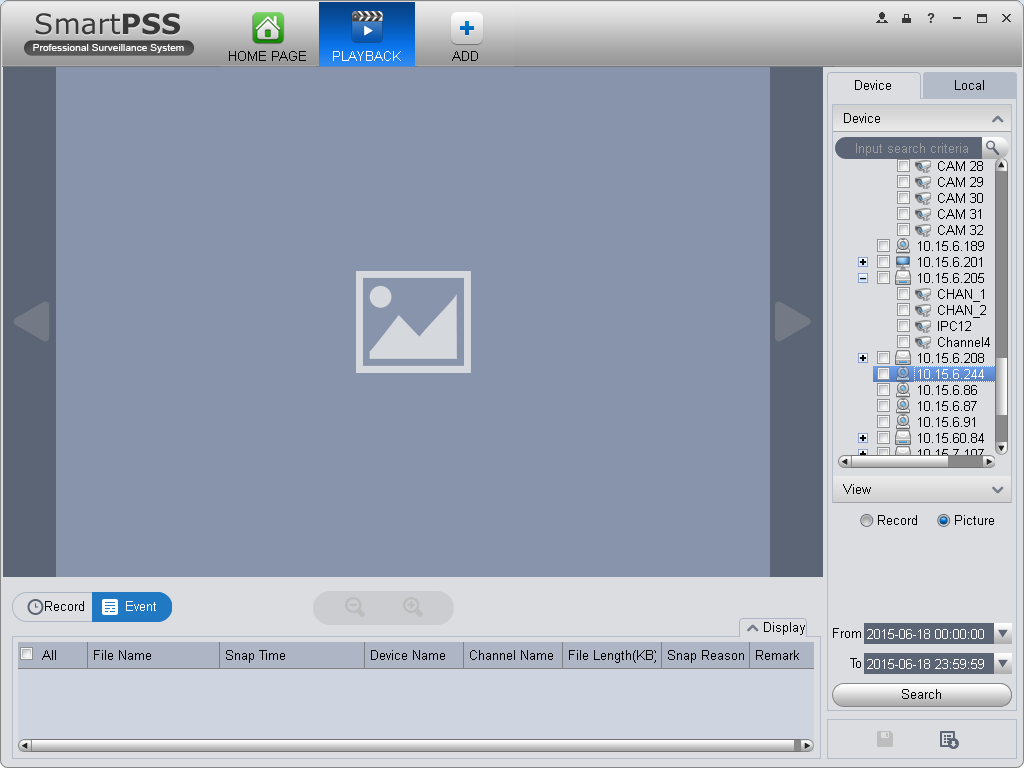 SmartPSS
Professional Surveillance System
HOME PAGE
PLAYBACK
ADD
?
Device
Local
Device
Input search criteria
CAM 28
CAM 29
CAM 30
CAM 31
CAM 32
10.15.6.189
10.15.6.201
10.15.6.205
CHAN_1
CHAN_2
IPC12
Channel4
10.15.6.208
10.15.6.244
10.15.6.86
10.15.6.87
10.15.6.91
10.15.60.84
10.15.7.107
View
Record
Picture
Record
Event
Display
From 2015-06-18 00:00:00
To 2015-06-18 23:59:59
Search
All
File Name
Snap Time
Device Name
Channel Name
File Length(KB)
Snap Reason
Remark